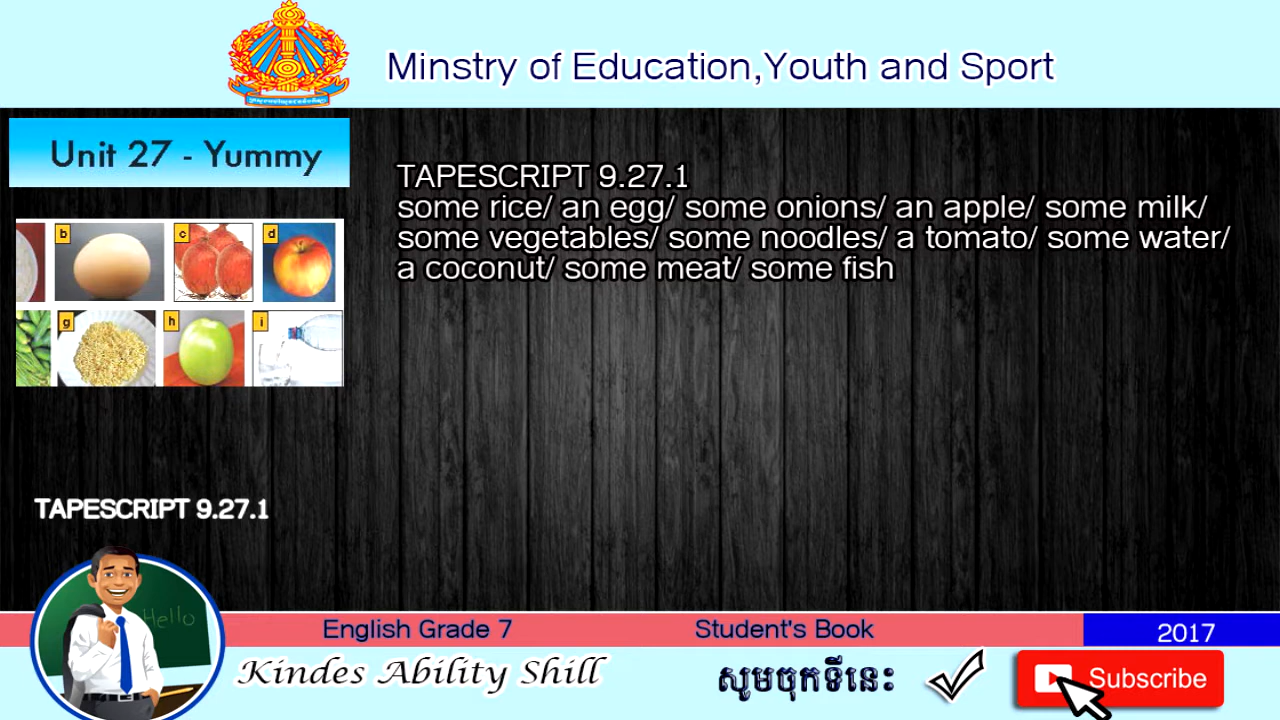 Minstry of Education,Youth and Sport
Unit 27 - Yummy
TAPESCRIPT 9.27.1
some rice/ an egg/ some onions/ an apple/ some milk/
some vegetables/ some noodles/ a tomato/ some water/
a coconut/ some meat/ some fish
b
c
d
g
h
i
TAPESCRIPT 9.27.1
Hello
English Grade 7
Student's Book
2017
Kindes Ability Shill
សូមចុកទីនេះ
Subscribe